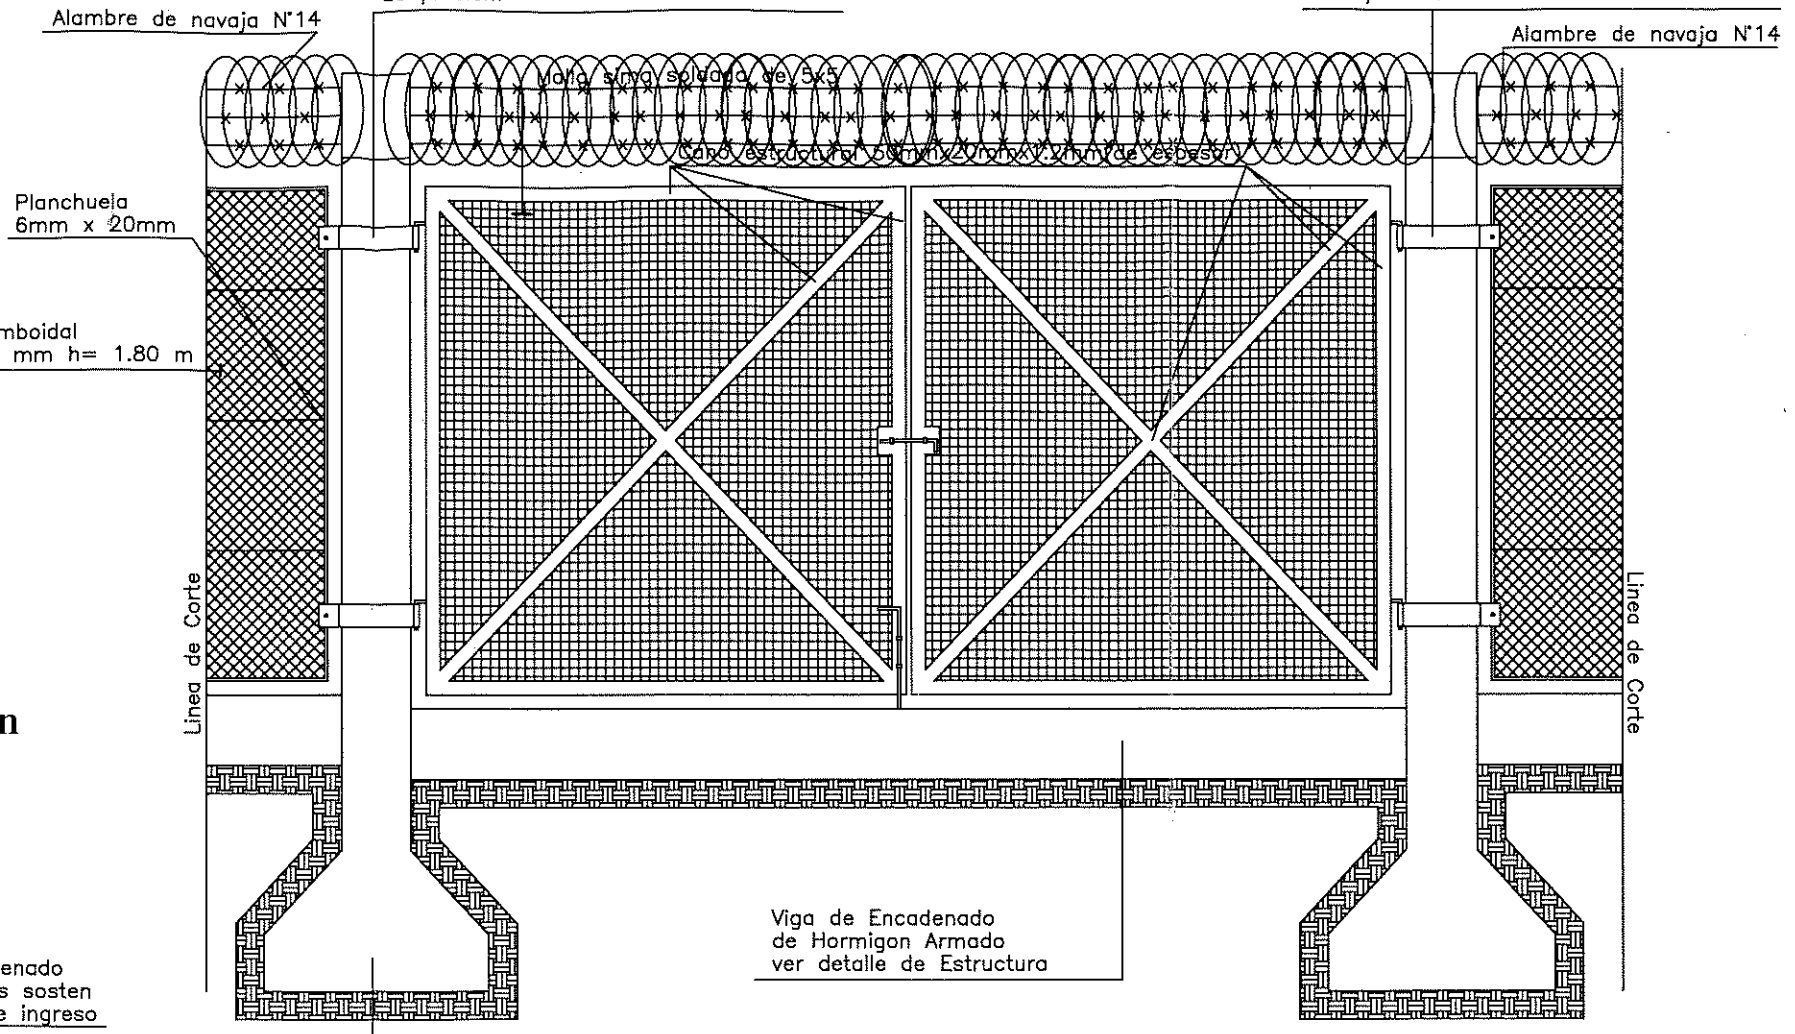 Alambre de navaja N°14
Alambre de navaja N°14
Malla sima soldada de 5x5
Caño estructural 50mmx20mmx1.2mm(de espesor)
Planchuela
6mm x 20mm
mboidal
mm h= 1.80 m
Linea de Corte
Linea de Corte
n
Viga de Encadenado
de Hormigon Armado
ver detalle de Estructura
enado
s sosten
e ingreso